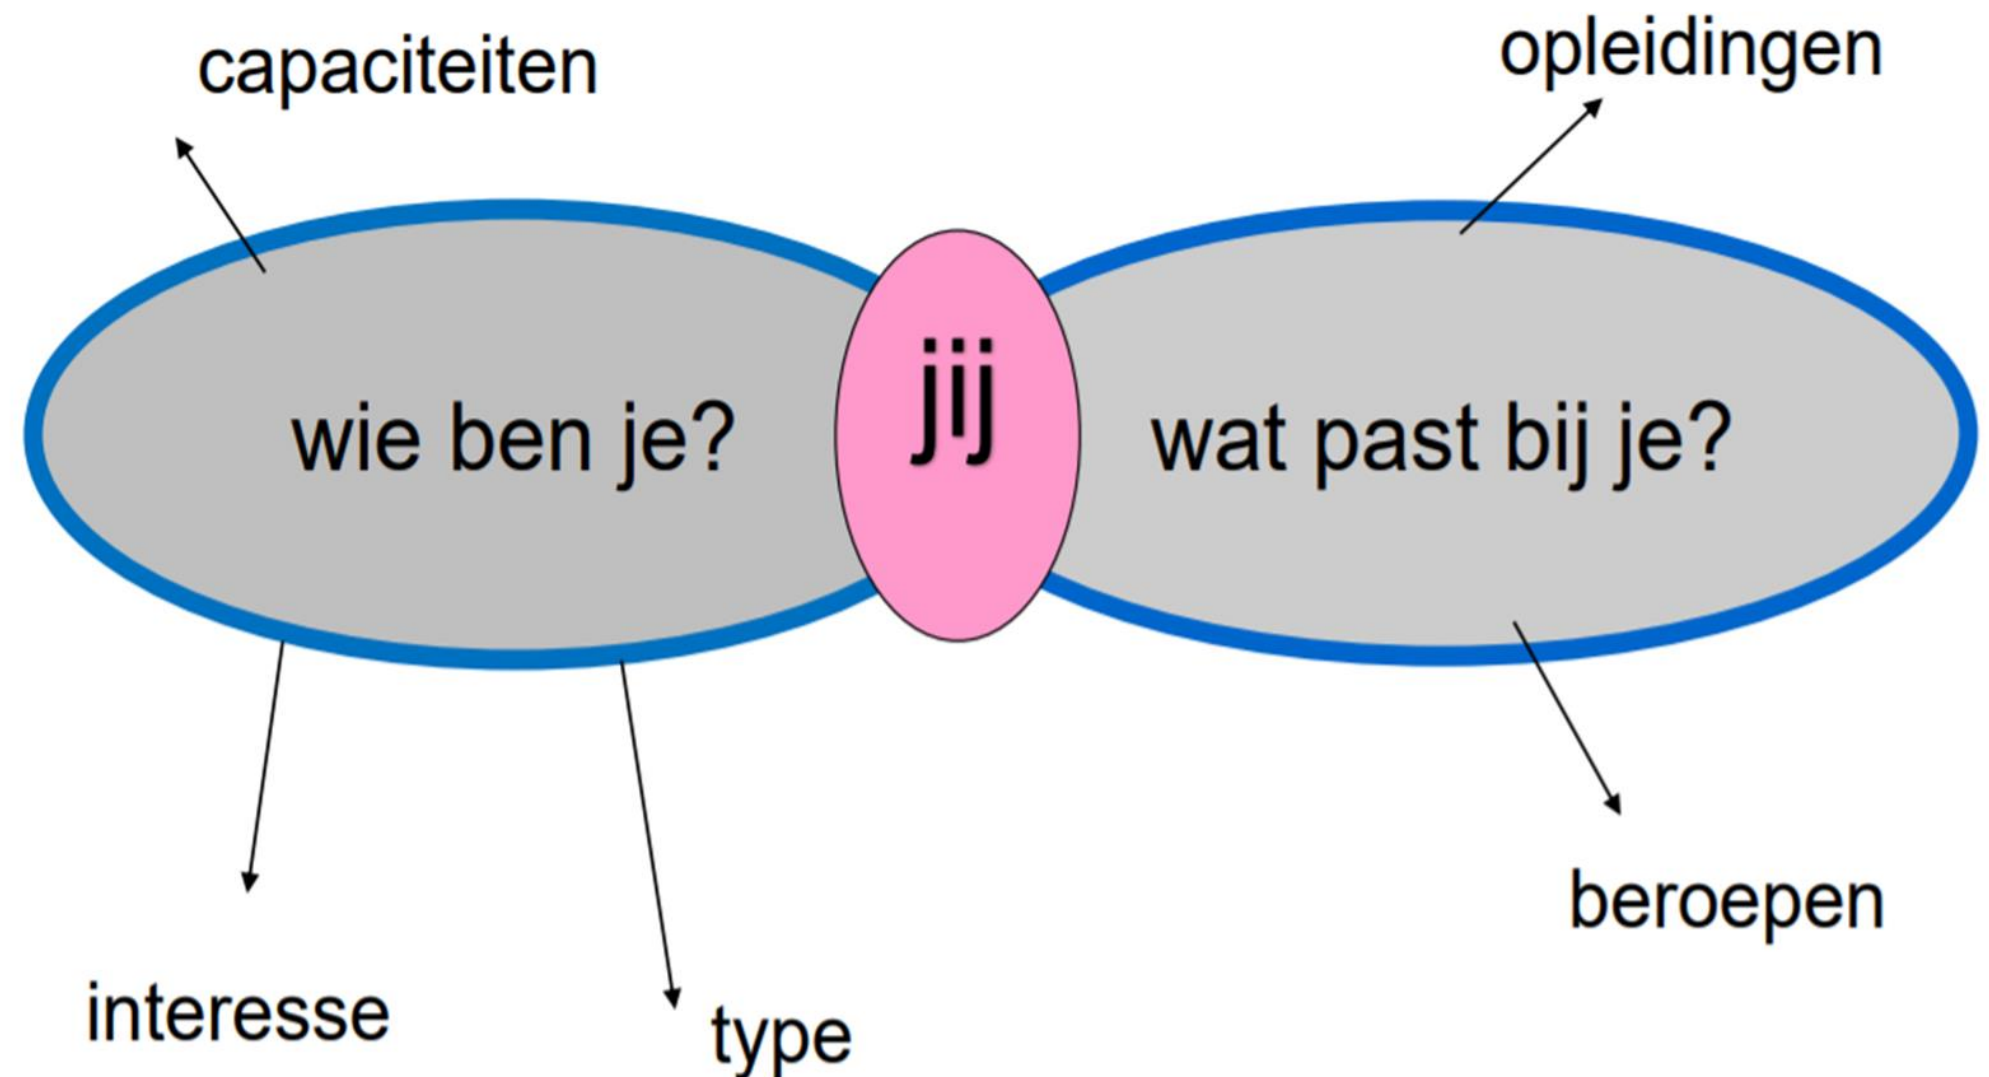 capaciteiten
opleidingen
wie ben je?
jij
wat past bij je?
beroepen
interesse
type